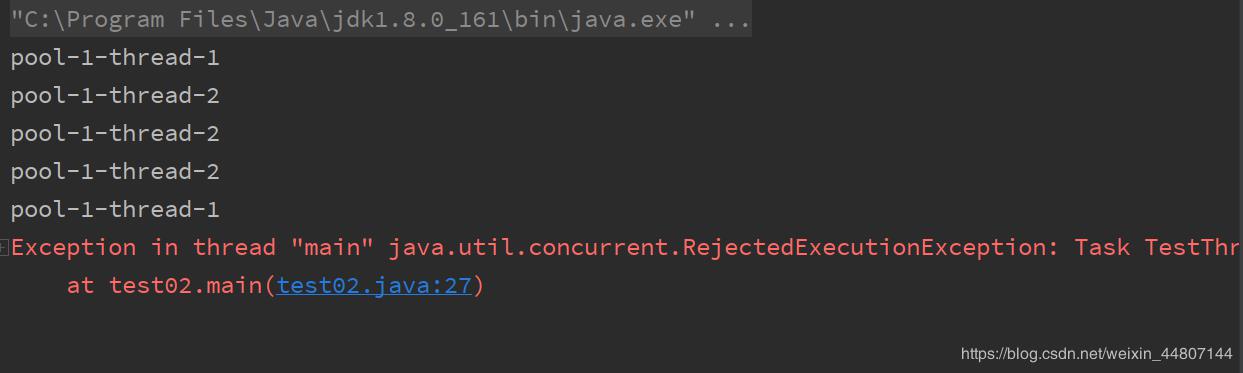 "C:\Program Files\Java\jdk1.8.0_161\bin\java.exe" ...
pool-1-thread-1
pool-1-thread-2
pool-1-thread-2
pool-1-thread-2
pool-1-thread-1
Exception in thread "main" java.util.concurrent.RejectedExecutionException: Task TestThr
at test02.main(test02.java:27)
https://blog.csdn.net/weixin_44807144